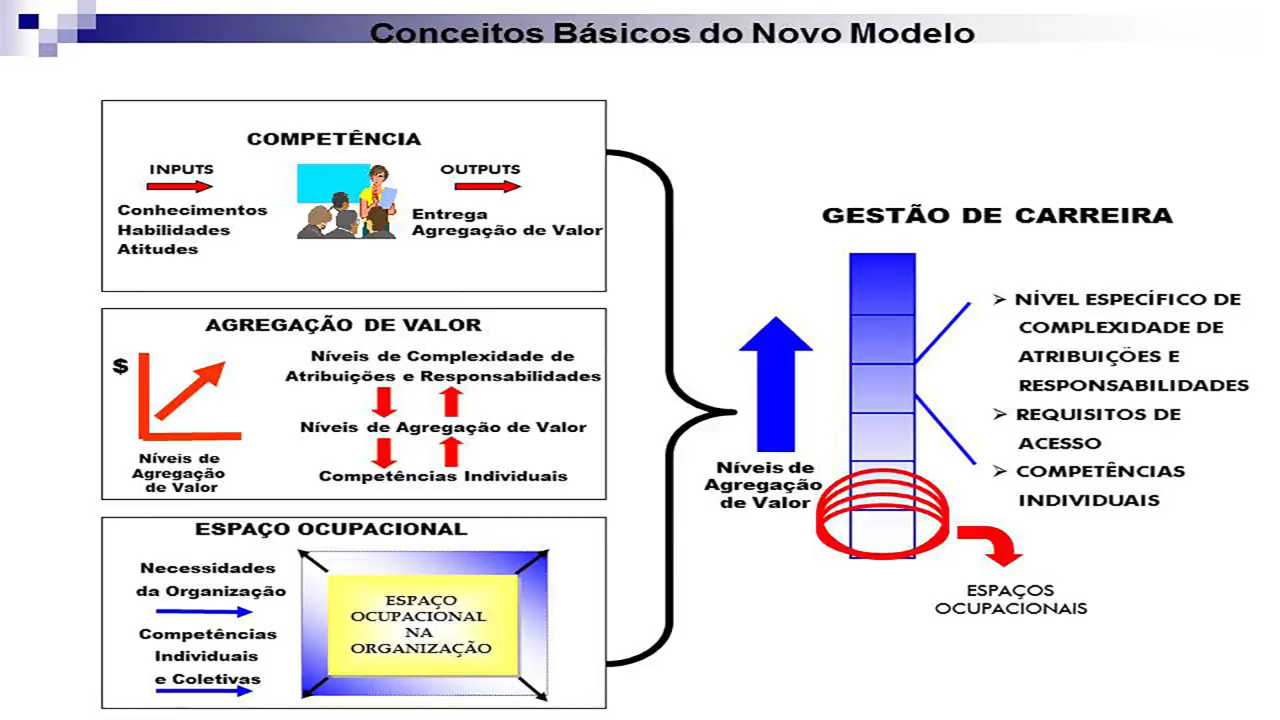 Conceitos Básicos do Novo Modelo
COMPETÊNCIA
INPUTS
Conhecimentos
Habilidades
Atitudes
OUTPUTS
Entrega
Agregação de Valor
AGREGAÇÃO DE VALOR
$
Níveis de
Agregação
de Valor
Níveis de Complexidade de
Atribuições e Responsabilidades
Níveis de Agregação de Valor
Competências Individuais
ESPAÇO OCUPACIONAL
Necessidades
da Organização
Competências
Individuais
e Coletivas
ESPAÇO
OCUPACIONAL
NA
ORGANIZAÇÃO
GESTÃO DE CARREIRA
Níveis de
Agregação
de Valor
➢ NÍVEL ESPECÍFICO DE
COMPLEXIDADE DE
ATRIBUIÇÕES E
RESPONSABILIDADES
➢ REQUISITOS DE
ACESSO
➢ COMPETÊNCIAS
INDIVIDUAIS
ESPAÇOS
OCUPACIONAIS